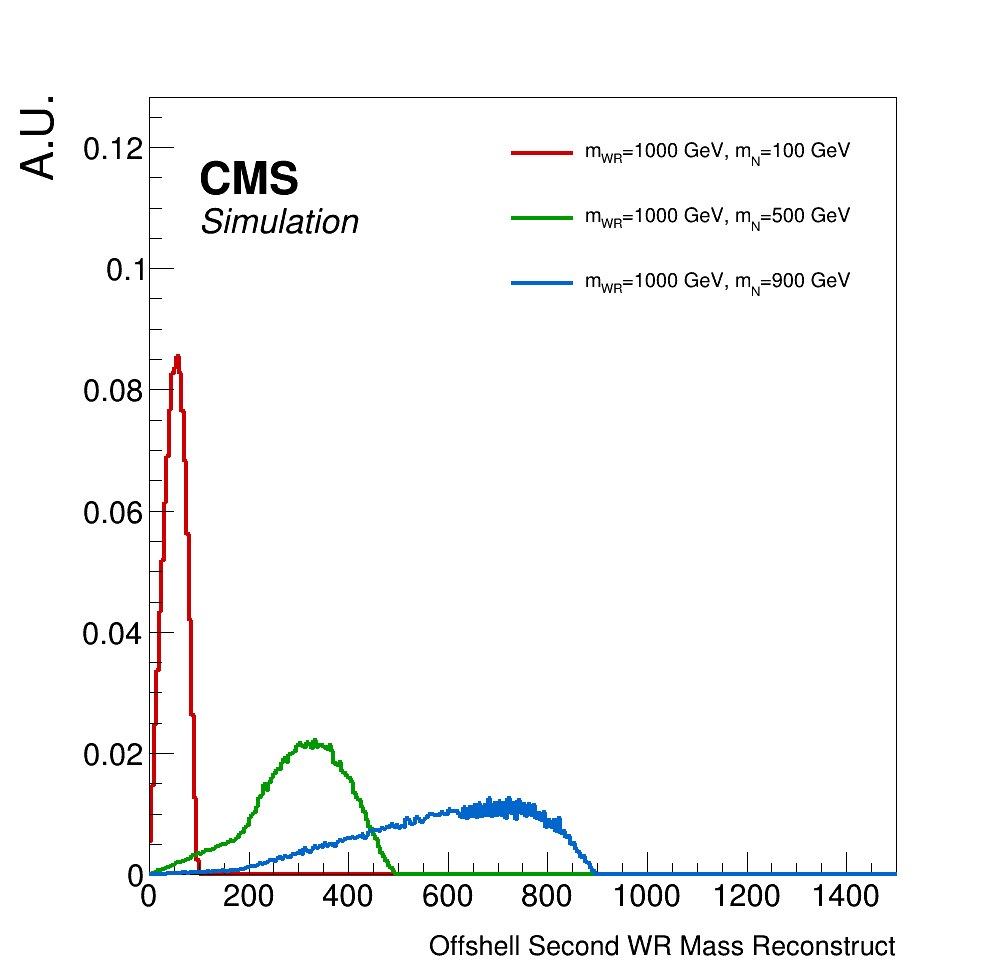 A.U.
CMS
Simulation
m_WR=1000 GeV, m_N=100 GeV
m_WR=1000 GeV, m_N=500 GeV
m_WR=1000 GeV, m_N=900 GeV
0.12
0.1
0.08
0.06
0.04
0.02
0
0 200 400 600 800 1000 1200 1400
Offshell Second WR Mass Reconstruct